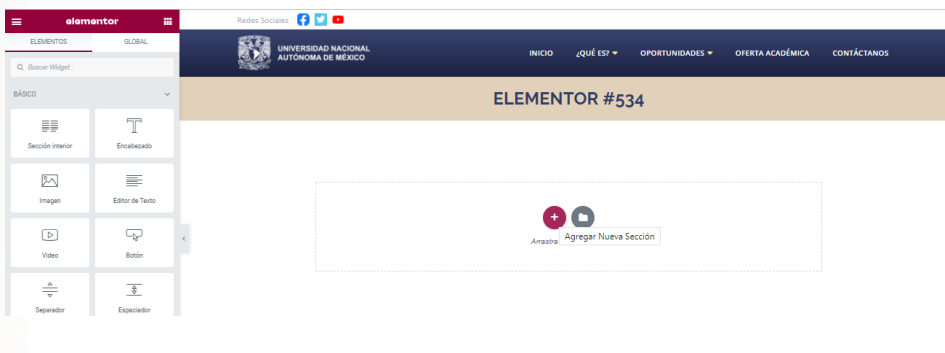 elementor
ELEMENTOS GLOBAL
Buscar Widget...
BÁSICO
Sección interior Encabezado
Imagen Editor de Texto
Video Botón
Separador Espaciador
Redes Sociales
UNIVERSIDAD NACIONAL
AUTÓNOMA DE MÉXICO
INICIO ¿QUÉ ES? OPORTUNIDADES OFERTA ACADÉMICA CONTÁCTANOS
ELEMENTOR #534
Arrastra
Agregar Nueva Sección